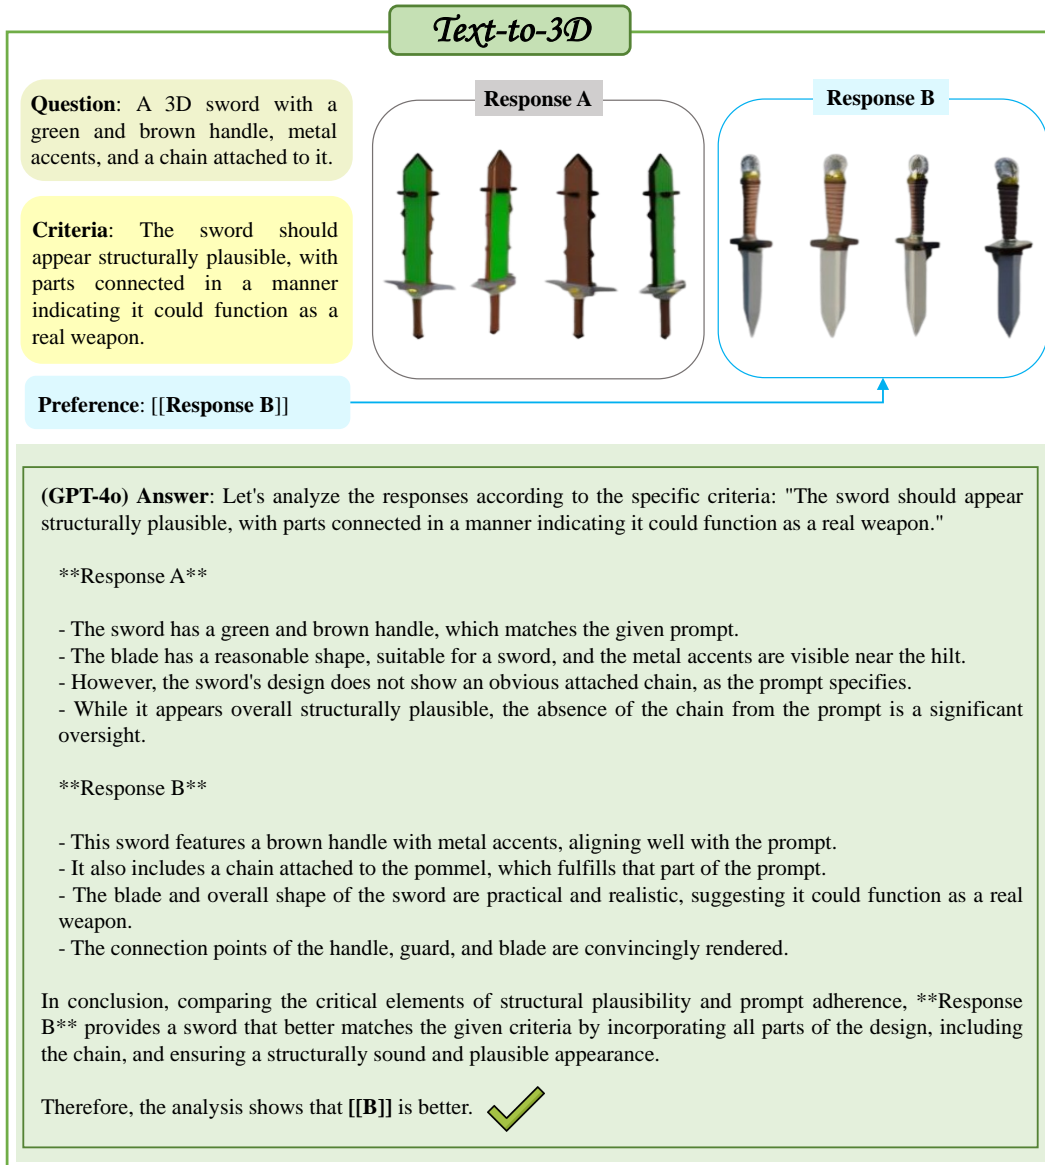 Text-to-3D
Question: A 3D sword with a
green and brown handle, metal
accents, and a chain attached to it.
Criteria: The sword should
appear structurally plausible, with
parts connected in a manner
indicating it could function as a
real weapon.
Preference: [[Response B]]
Response A
Response B
(GPT-4o) Answer: Let's analyze the responses according to the specific criteria: "The sword should appear
structurally plausible, with parts connected in a manner indicating it could function as a real weapon."
**Response A**
- The sword has a green and brown handle, which matches the given prompt.
- The blade has a reasonable shape, suitable for a sword, and the metal accents are visible near the hilt.
- However, the sword's design does not show an obvious attached chain, as the prompt specifies.
- While it appears overall structurally plausible, the absence of the chain from the prompt is a significant
oversight.
**Response B**
- This sword features a brown handle with metal accents, aligning well with the prompt.
- It also includes a chain attached to the pommel, which fulfills that part of the prompt.
- The blade and overall shape of the sword are practical and realistic, suggesting it could function as a real
weapon.
- The connection points of the handle, guard, and blade are convincingly rendered.
In conclusion, comparing the critical elements of structural plausibility and prompt adherence, **Response
B** provides a sword that better matches the given criteria by incorporating all parts of the design, including
the chain, and ensuring a structurally sound and plausible appearance.
Therefore, the analysis shows that [[B]] is better.